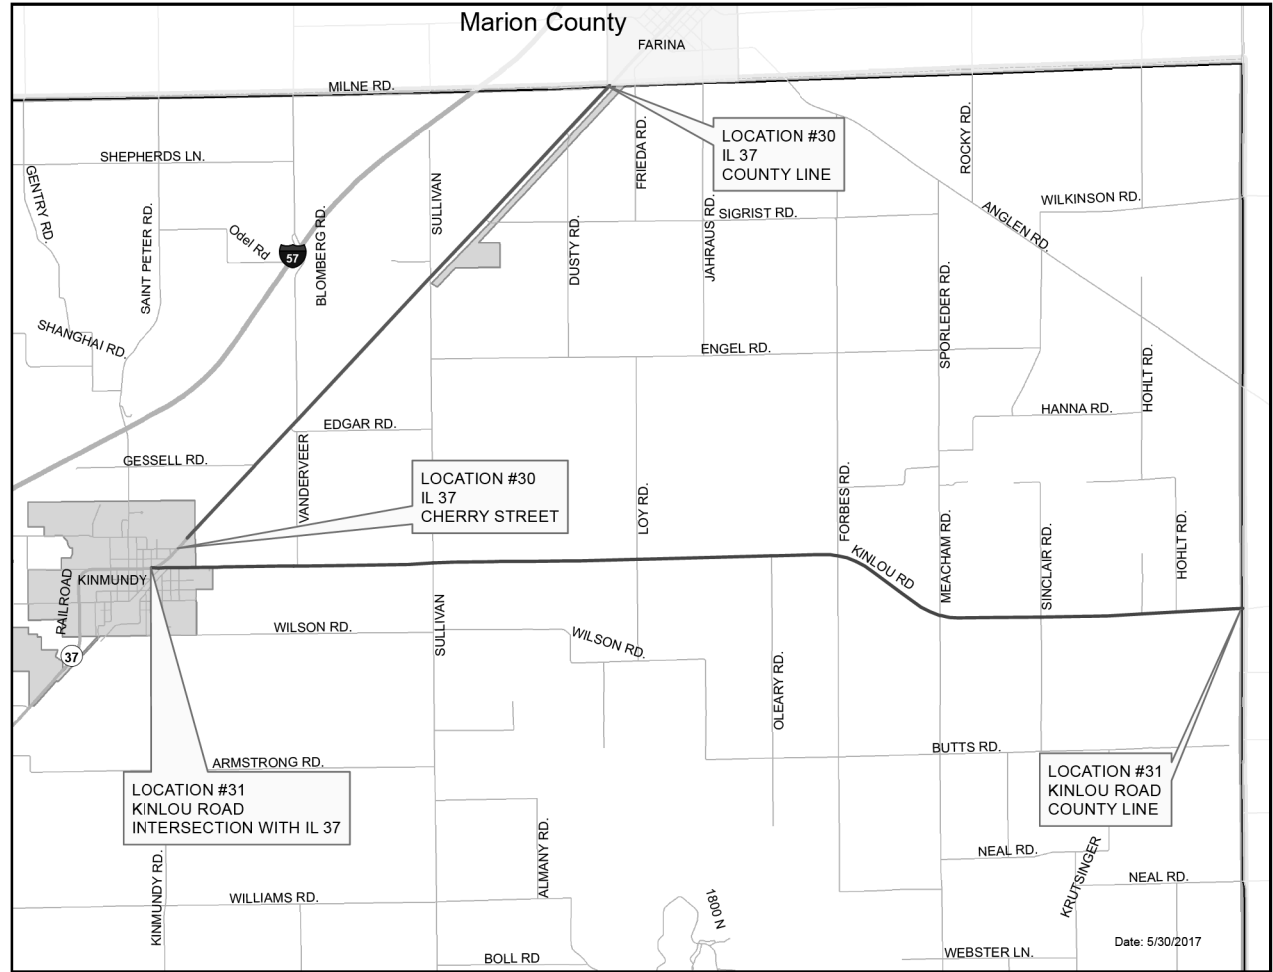 Marion County
FARINA
MILNE RD.
LOCATION #30
IL 37
COUNTY LINE
SHEPHERDS LN.
GENTRY RD.
SAINT PETER RD.
Odel Rd
57
BLOMBERG RD.
SULLIVAN
FRIEDA RD.
DUSTY RD.
JAHRAUS RD.
SIGRIST RD.
ROCKY RD.
WILKINSON RD.
ANGLEN RD.
SPORLEDER RD.
SHANGHAI RD.
ENGEL RD.
HOHLT RD.
HANNA RD.
EDGAR RD.
GESSELL RD.
VANDERVEER
LOCATION #30
IL 37
CHERRY STREET
LOY RD.
FORBES RD.
MEACHAM RD.
SINCLAIR RD.
HOHLT RD.
KINLOU RD
KINMUNDY
RAILROAD
37
WILSON RD.
SULLIVAN
WILSON RD.
OLEARY RD.
BUTTS RD.
ARMSTRONG RD.
LOCATION #31
KINLOU ROAD
INTERSECTION WITH IL 37
LOCATION #31
KINLOU ROAD
COUNTY LINE
KINMUNDY RD.
WILLIAMS RD.
ALMANY RD.
NEAL RD.
KRUTSINGER
NEAL RD.
1800 N
BOLL RD
WEBSTER LN.
Date: 5/30/2017